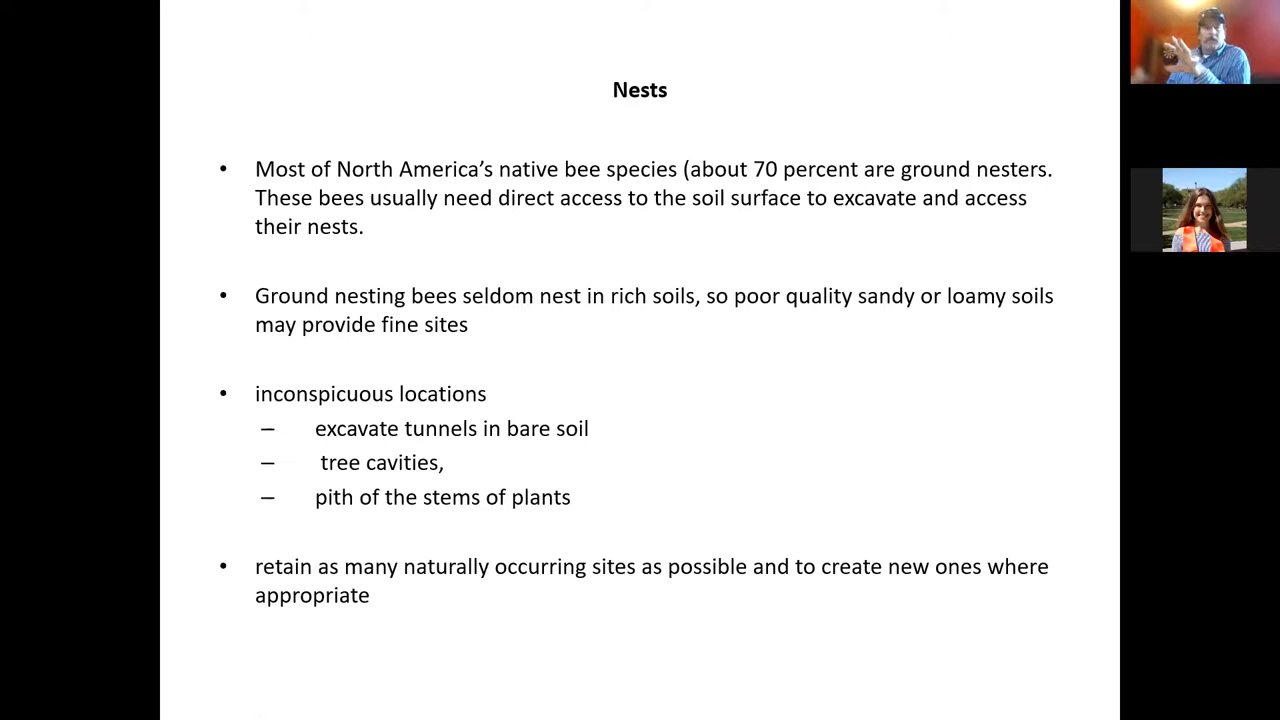 Nests
• Most of North America’s native bee species (about 70 percent are ground nesters.
These bees usually need direct access to the soil surface to excavate and access
their nests.
• Ground nesting bees seldom nest in rich soils, so poor quality sandy or loamy soils
may provide fine sites
• inconspicuous locations
– excavate tunnels in bare soil
– tree cavities,
– pith of the stems of plants
• retain as many naturally occurring sites as possible and to create new ones where
appropriate